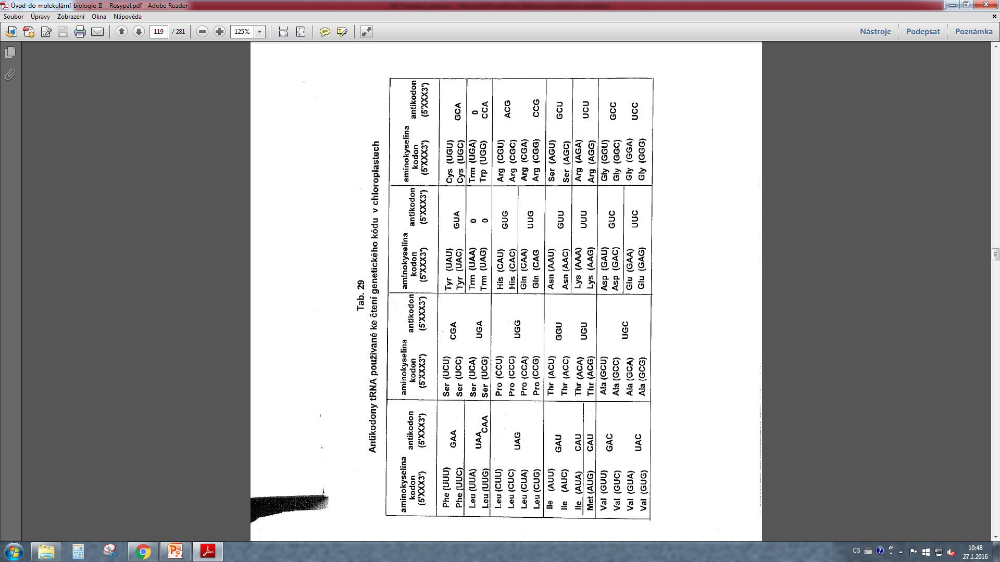 Úvod-do-molekulární-biologie-II---Rosypal.pdf - Adobe Reader
Soubor Úpravy Zobrazení Okna Nápověda
119 / 281 125% Nástroje Podepsat Poznámka
Tab. 29
Antikodony tRNA používané ke čtení genetického kódu v chloroplastech
aminokyselina antikodon aminokyselina antikodon aminokyselina antikodon aminokyselina antikodon
kodon (5'XXX3') kodon (5'XXX3') kodon (5'XXX3') kodon (5'XXX3')
(5'XXX3') (5'XXX3') (5'XXX3') (5'XXX3')
Phe (UUU) GAA Ser (UCU) CGA Tyr (UAU) GUA Cys (UGU) GCA
Phe (UUC) Ser (UCC) Tyr (UAC) Cys (UGC)
Leu (UUA) UAA Ser (UCA) UGA Trm (UAA) 0 Trm (UGA) 0
Leu (UUG) CAA Ser (UCG) Trm (UAG) 0 Trp (UGG) CCA
Leu (CUU) UAG Pro (CCU) UGG His (CAU) GUG Arg (CGU) ACG
Leu (CUC) Pro (CCC) His (CAC) Arg (CGC)
Leu (CUA) Pro (CCA) Gln (CAA) UUG Arg (CGA)
Leu (CUG) Pro (CCG) Gln (CAG Arg (CGG) CCG
Ile (AUU) GAU Thr (ACU) GGU Asn (AAU) GUU Ser (AGU) GCU
Ile (AUC) Thr (ACC) Asn (AAC) Ser (AGC)
Ile (AUA) CAU Thr (ACA) UGU Lys (AAA) UUU Arg (AGA) UCU
Met (AUG) CAU Thr (ACG) Lys (AAG) Arg (AGG)
Val (GUU) GAC Ala (GCU) UGC Asp (GAU) GUC Gly (GGU) GCC
Val (GUC) Ala (GCC) Asp (GAC) Gly (GGC)
Val (GUA) UAC Ala (GCA) Glu (GAA) UUC Gly (GGA) UCC
Val (GUG) Ala (GCG) Glu (GAG) Gly (GGG)
CS 10:48
27.1.2016